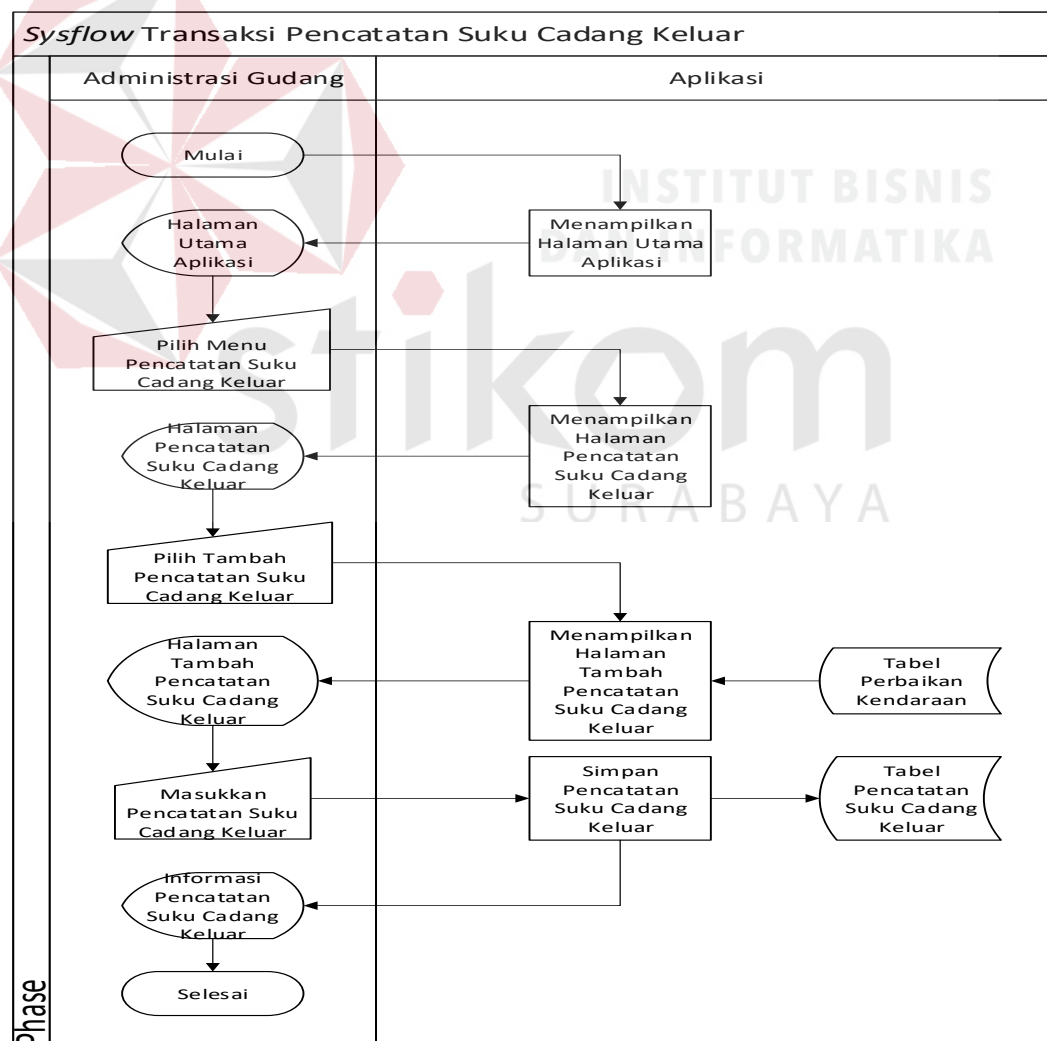 Sysflow Transaksi Pencatatan Suku Cadang Keluar
Administrasi Gudang
Aplikasi
Mulai
INSTITUT BISNIS
DAN INFORMATIKA
stikom
SURABAYA
Halaman
Utama
Aplikasi
Menampilkan
Halaman Utama
Aplikasi
Pilih Menu
Pencatatan Suku
Cadang Keluar
Menampilkan
Halaman
Pencatatan
Suku Cadang
Keluar
Halaman
Pencatatan
Suku Cadang
Keluar
Pilih Tambah
Pencatatan Suku
Cadang Keluar
Menampilkan
Halaman
Tambah
Pencatatan
Suku Cadang
Keluar
Tabel
Perbaikan
Kendaraan
Halaman
Tambah
Pencatatan
Suku Cadang
Keluar
Masukkan
Pencatatan Suku
Cadang Keluar
Simpan
Pencatatan
Suku Cadang
Keluar
Tabel
Pencatatan
Suku Cadang
Keluar
Informasi
Pencatatan
Suku Cadang
Keluar
Selesai
Phase